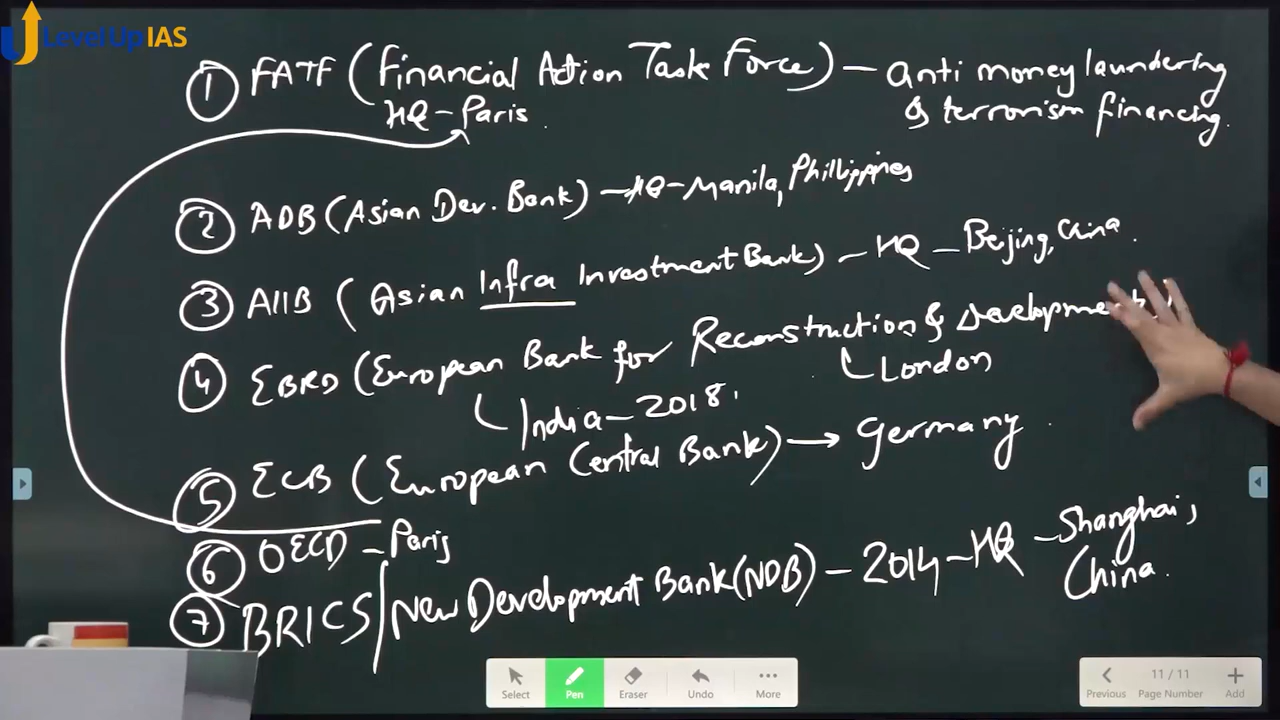 LevelUp IAS
1 FATF (Financial Action Task Force) – anti money laundering
HQ – Paris.
& terrorism financing.
2 ADB (Asian Dev. Bank) – HQ – Manila, Phillippines
3 AIIB (Asian Infra Investment Bank) – HQ – Beijing, China.
4 EBRD (European Bank for Reconstruction & Development)
London
India – 2018.
5 ECB (European Central Bank) → Germany.
6 OECD – Paris
7 BRICS / New Development Bank (NDB) – 2014 – HQ – Shanghai,
China.
Select
Pen
Eraser
Undo
More
Previous
11 / 11
Page Number
Add